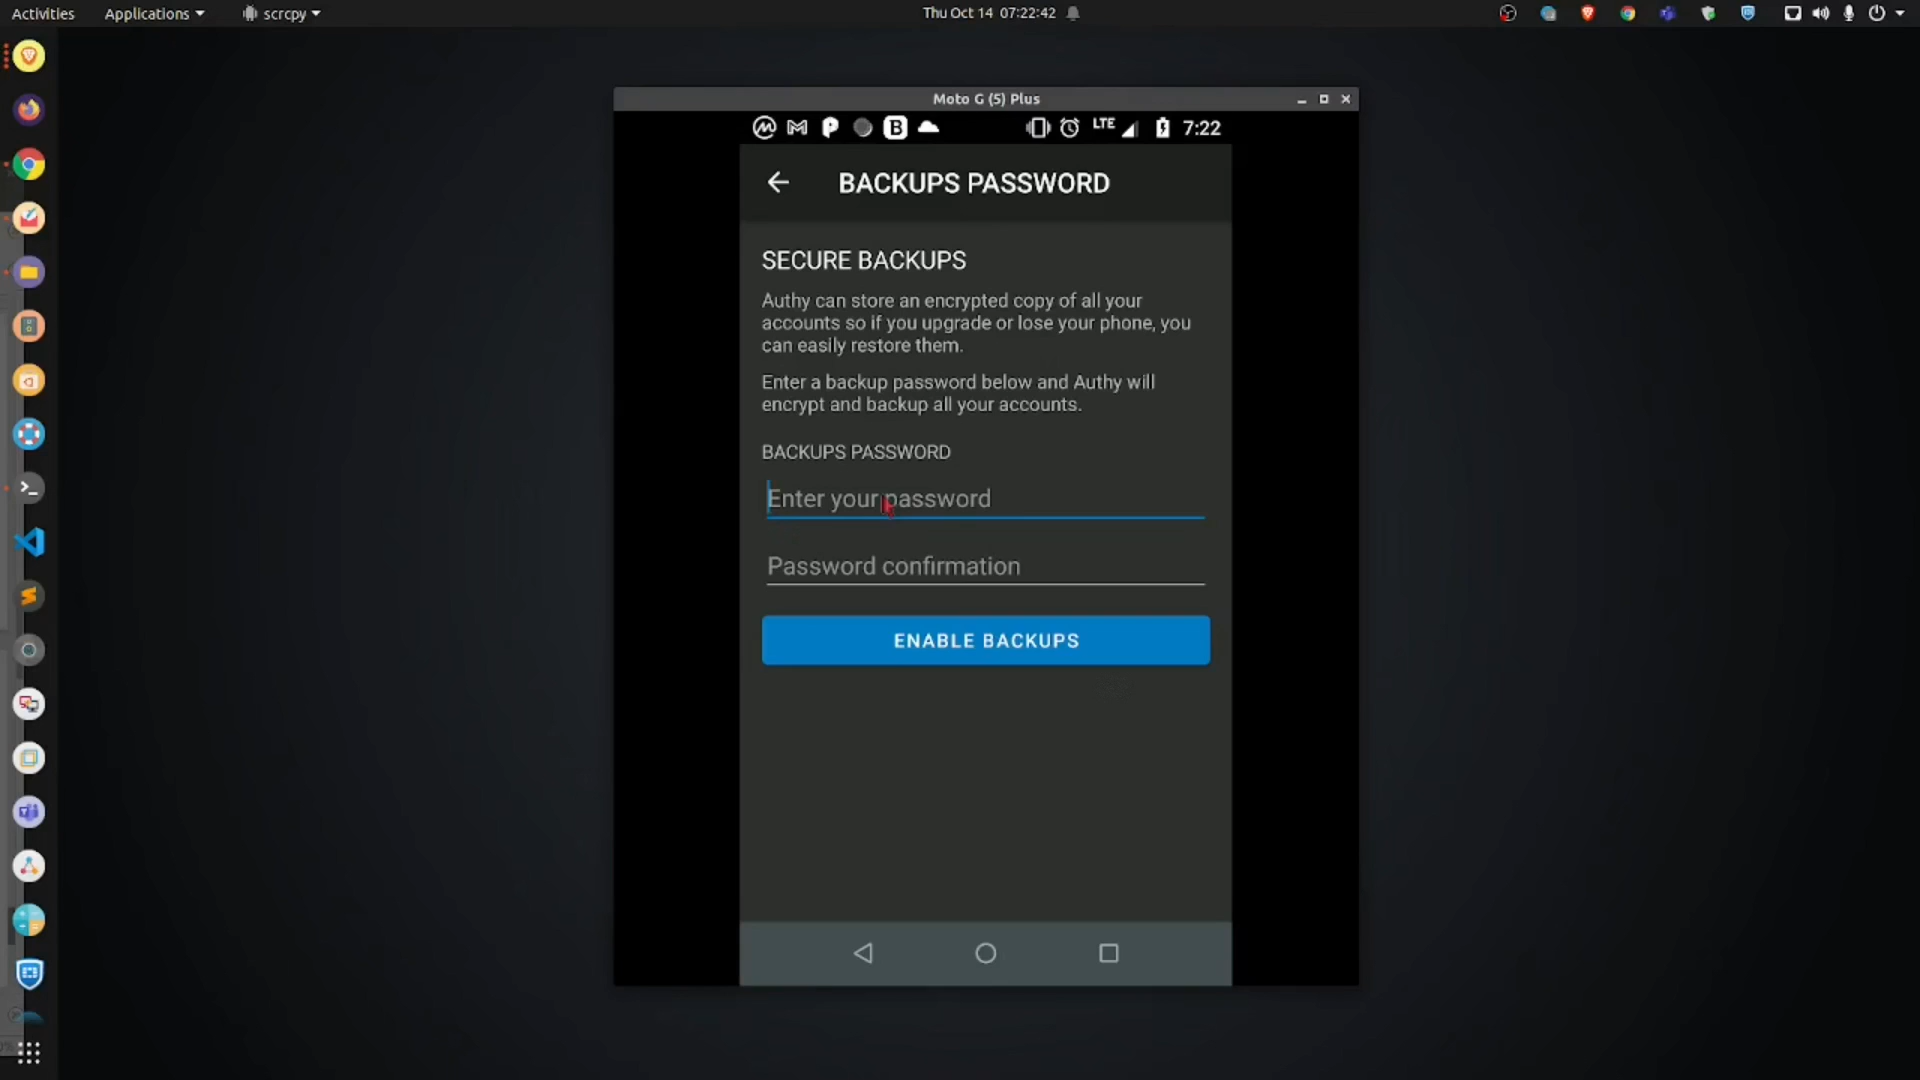 Activities
Applications
scrcpy
Thu Oct 14 07:22:42
Moto G (5) Plus
B
LTE
7:22
BACKUPS PASSWORD
SECURE BACKUPS
Authy can store an encrypted copy of all your
accounts so if you upgrade or lose your phone, you
can easily restore them.
Enter a backup password below and Authy will
encrypt and backup all your accounts.
BACKUPS PASSWORD
Enter your password
Password confirmation
ENABLE BACKUPS